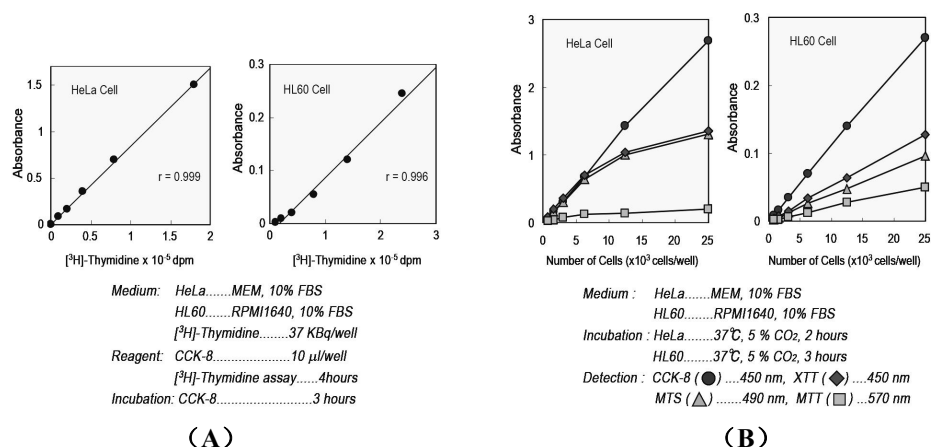 HeLa Cell
r = 0.999
Absorbance
1.5
1
0.5
0
0 0.5 1 1.5 2
[³H]-Thymidine x 10⁻⁵ dpm
HL60 Cell
r = 0.996
Absorbance
0.3
0.2
0.1
0
0 1 2 3
[³H]-Thymidine x 10⁻⁵ dpm
Medium: HeLa.......MEM, 10% FBS
HL60.......RPMI1640, 10% FBS
[³H]-Thymidine........37 KBq/well
Reagent: CCK-8...................10 µl/well
[³H]-Thymidine assay.....4hours
Incubation: CCK-8.......................3 hours
(A)
HeLa Cell
Absorbance
3
2
1
0
0 5 10 15 20 25
Number of Cells (x10³ cells/well)
HL60 Cell
Absorbance
0.3
0.2
0.1
0
0 5 10 15 20 25
Number of Cells (x10³ cells/well)
Medium : HeLa.......MEM, 10% FBS
HL60.......RPMI1640, 10% FBS
Incubation : HeLa........37℃, 5 % CO₂, 2 hours
HL60........37℃, 5 % CO₂, 3 hours
Detection : CCK-8 (●) ....450 nm, XTT (◆) ....450 nm
MTS (△) .......490 nm, MTT (□) ...570 nm
(B)